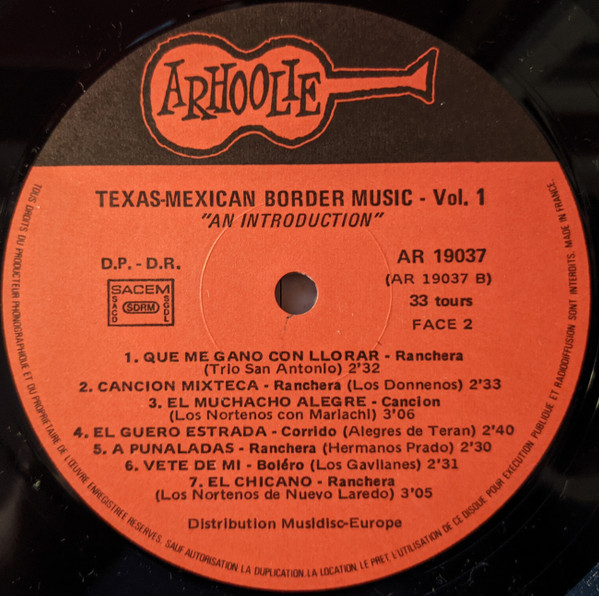 ARHOOLIE
TEXAS-MEXICAN BORDER MUSIC - Vol. 1
"AN INTRODUCTION"
D.P. - D.R.
AR 19037
(AR 19037 B)
33 tours
FACE 2
SACEM
SACD
SDRM
SGDL
1. QUE ME GANO CON LLORAR - Ranchera
(Trio San Antonio) 2'32
2. CANCION MIXTECA - Ranchera (Los Donnenos) 2'33
3. EL MUCHACHO ALEGRE - Cancion
(Los Nortenos con Mariachi) 3'06
4. EL GUERO ESTRADA - Corrido (Alegres de Teran) 2'40
5. A PUNALADAS - Ranchera (Hermanos Prado) 2'30
6. VETE DE MI - Boléro (Los Gavilanes) 2'31
7. EL CHICANO - Ranchera
(Los Nortenos de Nuevo Laredo) 3'05
Distribution Musidisc-Europe
TOUS DROITS DU PRODUCTEUR PHONOGRAPHIQUE ET DU PROPRIETAIRE DE L'ŒUVRE ENREGISTREE RESERVES. SAUF AUTORISATION LA DUPLICATION, LA LOCATION, LE PRET, L'UTILISATION DE CE DISQUE POUR EXECUTION PUBLIQUE ET RADIODIFFUSION SONT INTERDITS. MADE IN FRANCE.